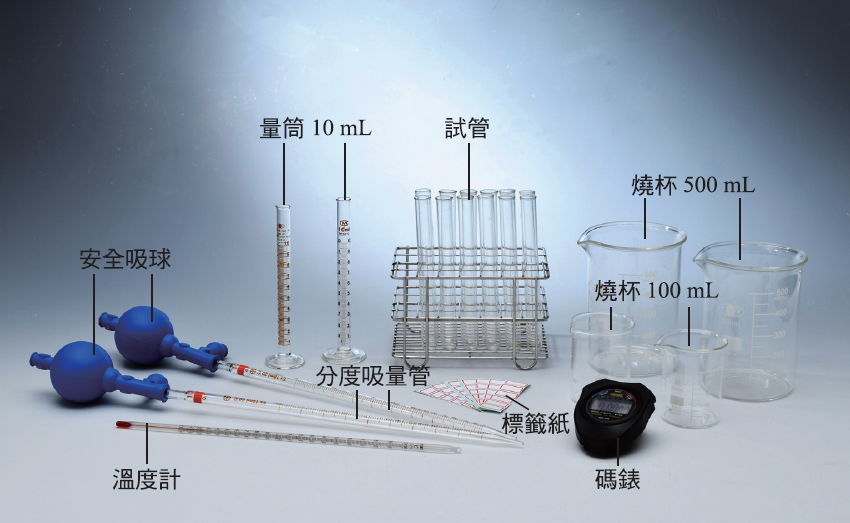 量筒 10 mL
試管
燒杯 500 mL
安全吸球
燒杯 100 mL
分度吸量管
標籤紙
溫度計
碼錶